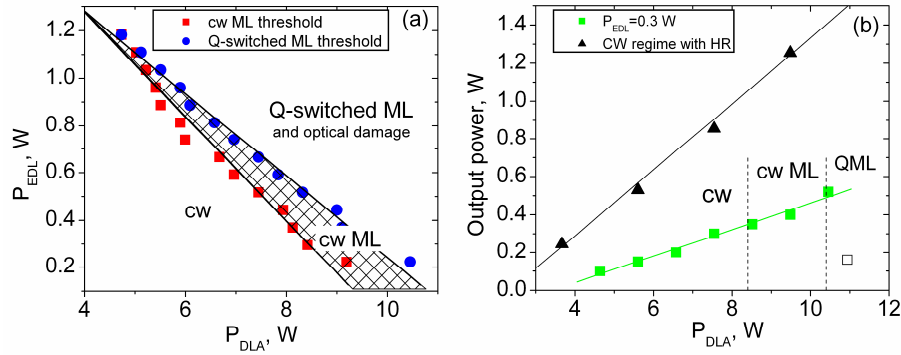 (a)
cw ML threshold
Q-switched ML threshold
Q-switched ML
and optical damage
cw
cw ML
1.2
1.0
0.8
0.6
0.4
0.2
P_EDL, W
4 6 8 10
P_DLA, W
(b)
P_EDL=0.3 W
CW regime with HR
cw
cw ML
QML
1.4
1.2
1.0
0.8
0.6
0.4
0.2
0.0
Output power, W
4 6 8 10 12
P_DLA, W